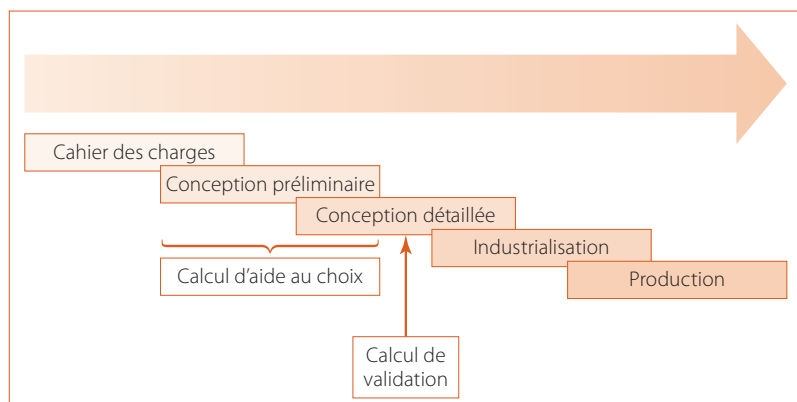 Cahier des charges
Conception préliminaire
Conception détaillée
Industrialisation
Calcul d'aide au choix
Production
Calcul de
validation